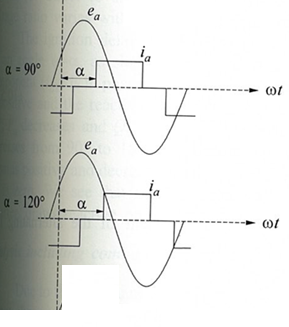 e_a
i_a
α = 90°
α
ωt
e_a
i_a
α = 120°
α
ωt